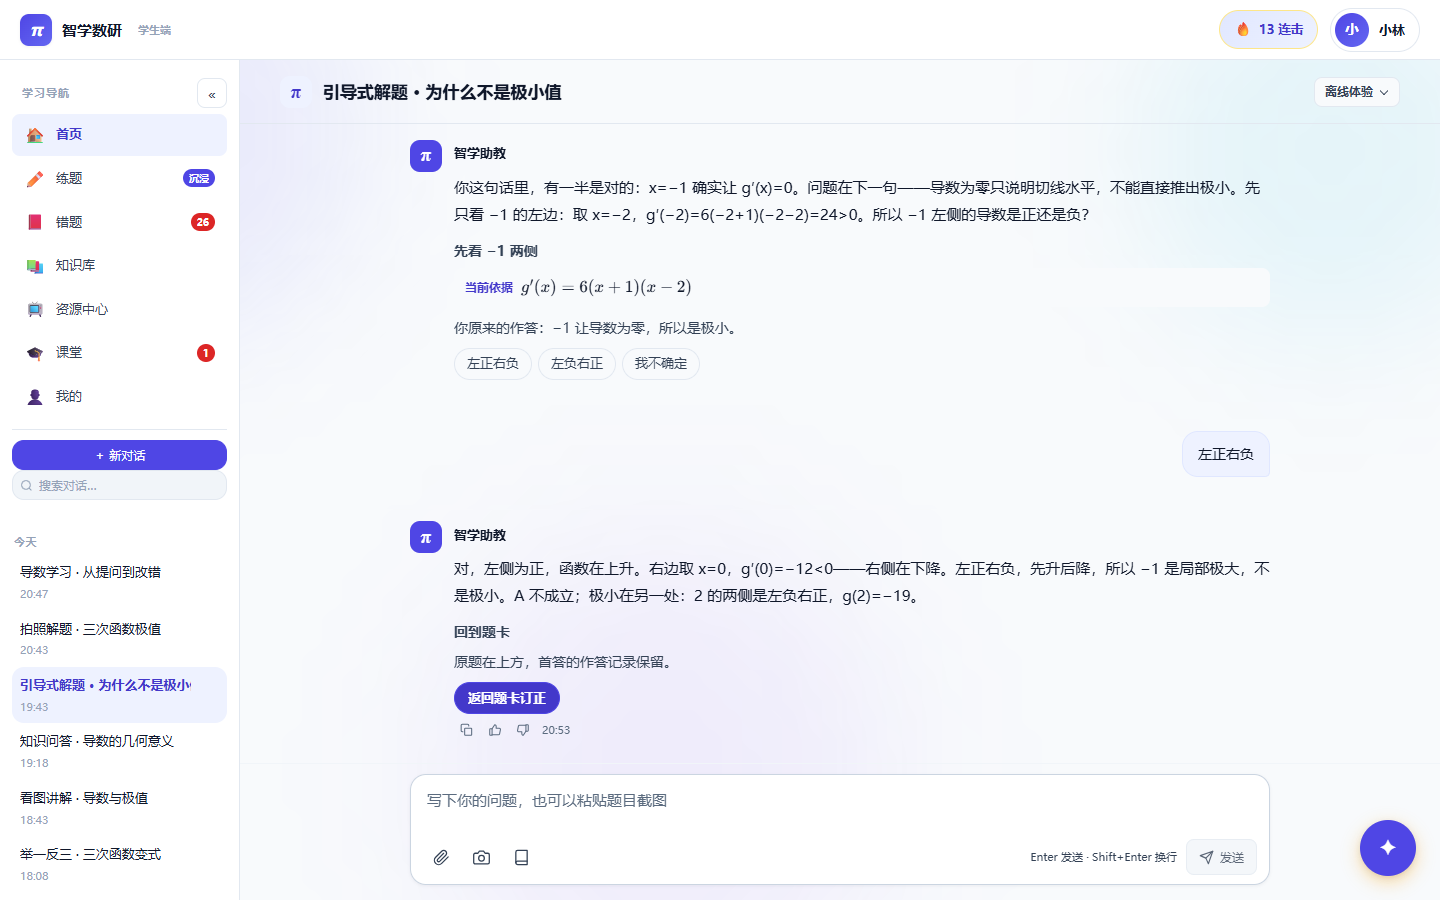 π 智学数研 学生端
13 连击
小 小林
学习导航
«
首页
练题 沉浸
错题 26
知识库
资源中心
课堂 1
我的
+ 新对话
搜索对话...
今天
导数学习 · 从提问到改错
20:47
拍照解题 · 三次函数极值
20:43
引导式解题 • 为什么不是极小
19:43
知识问答 · 导数的几何意义
19:18
看图讲解 · 导数与极值
18:43
举一反三 · 三次函数变式
18:08
π 引导式解题 • 为什么不是极小值
离线体验
π 智学助教
你这句话里，有一半是对的：x=−1 确实让 g′(x)=0。问题在下一句——导数为零只说明切线水平，不能直接推出极小。先
只看 −1 的左边：取 x=−2，g′(−2)=6(−2+1)(−2−2)=24>0。所以 −1 左侧的导数是正还是负？
先看 −1 两侧
当前依据 g′(x) = 6(x + 1)(x − 2)
你原来的作答：−1 让导数为零，所以是极小。
左正右负 左负右正 我不确定
左正右负
π 智学助教
对，左侧为正，函数在上升。右边取 x=0，g′(0)=−12<0——右侧在下降。左正右负，先升后降，所以 −1 是局部极大，不
是极小。A 不成立；极小在另一处：2 的两侧是左负右正，g(2)=−19。
回到题卡
原题在上方，首答的作答记录保留。
返回题卡订正
20:53
写下你的问题，也可以粘贴题目截图
Enter 发送 · Shift+Enter 换行 发送